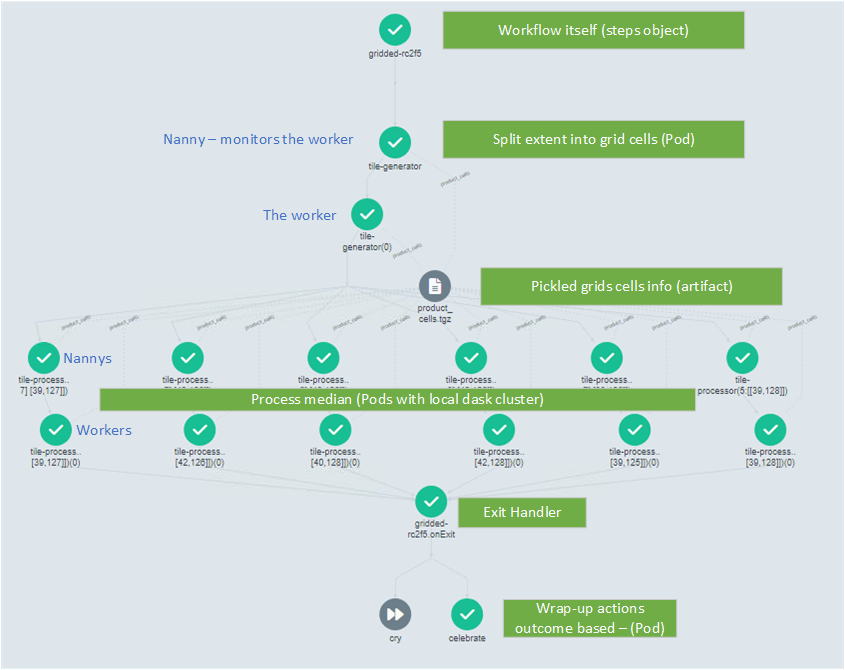 Workflow itself (steps object)
gridded-rc2f5
Nanny – monitors the worker
Split extent into grid cells (Pod)
tile-generator
product_cells
The worker
tile-
generator(0)
product_cells
Pickled grids cells info (artifact)
product_
cells.tgz
product_cells product_cells product_cells product_cells product_cells product_cells product_cells product_cells product_cells product_cells product_cells product_cells
Nannys
tile-process.. tile-process.. tile-process.. tile-process.. tile-process.. tile-
7] [39,127]]) processor(5:[[39,128]])
Process median (Pods with local dask cluster)
Workers
tile-process.. tile-process.. tile-process.. tile-process.. tile-process.. tile-process..
[39,127]])(0) [42,126]])(0) [40,128]])(0) [42,128]])(0) [39,125]])(0) [39,128]])(0)
Exit Handler
gridded-
rc2f5.onExit
Wrap-up actions
outcome based – (Pod)
cry
celebrate